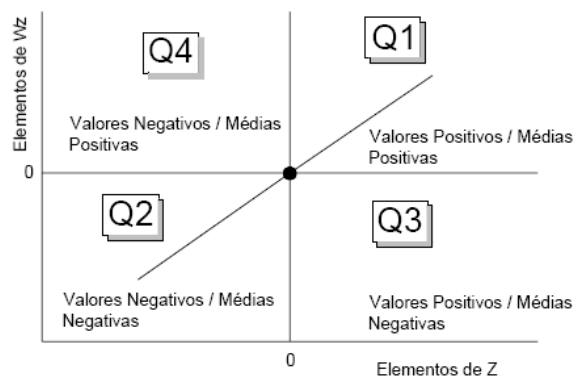 Elementos de Wz
Q4
Q1
Valores Negativos / Médias
Positivas
Valores Positivos / Médias
Positivas
0
Q2
Q3
Valores Negativos / Médias
Negativas
Valores Positivos / Médias
Negativas
0
Elementos de Z